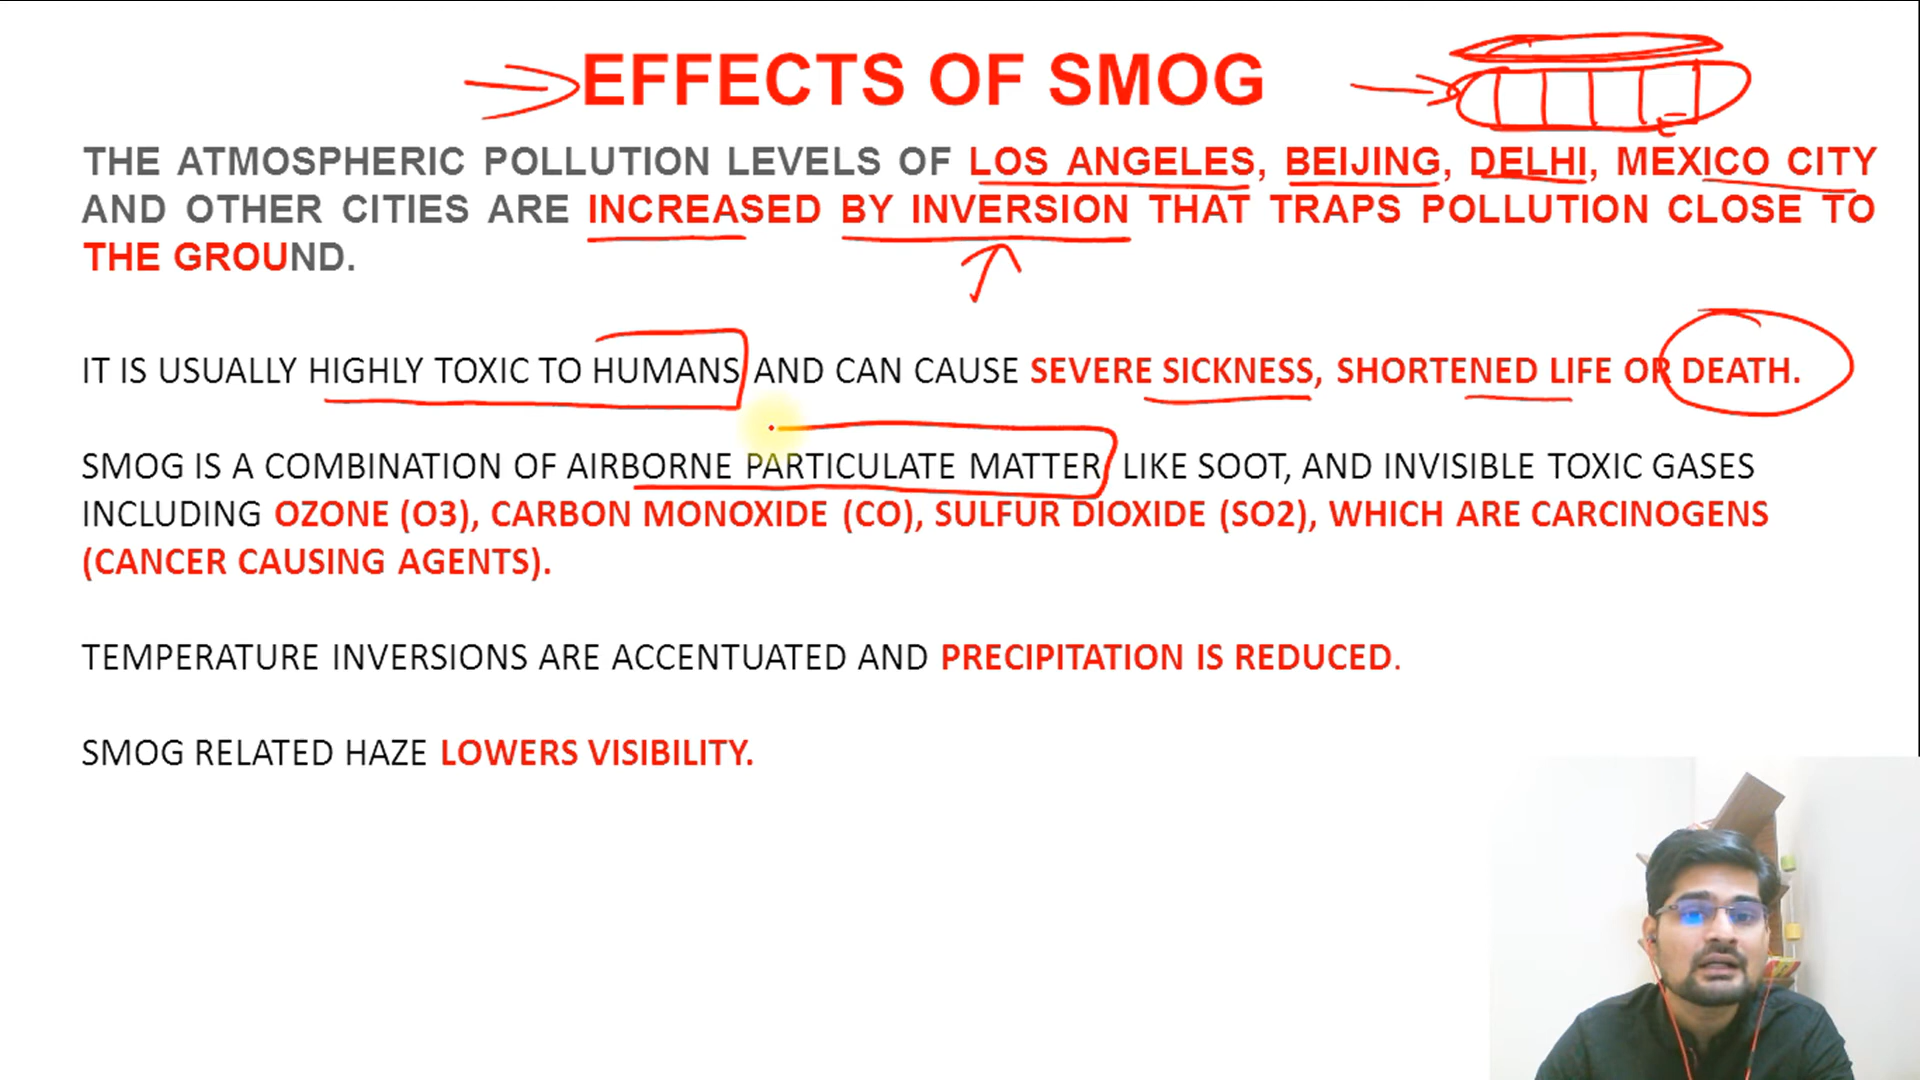 EFFECTS OF SMOG
THE ATMOSPHERIC POLLUTION LEVELS OF LOS ANGELES, BEIJING, DELHI, MEXICO CITY
AND OTHER CITIES ARE INCREASED BY INVERSION THAT TRAPS POLLUTION CLOSE TO
THE GROUND.
IT IS USUALLY HIGHLY TOXIC TO HUMANS AND CAN CAUSE SEVERE SICKNESS, SHORTENED LIFE OR DEATH.
SMOG IS A COMBINATION OF AIRBORNE PARTICULATE MATTER LIKE SOOT, AND INVISIBLE TOXIC GASES
INCLUDING OZONE (O3), CARBON MONOXIDE (CO), SULFUR DIOXIDE (SO2), WHICH ARE CARCINOGENS
(CANCER CAUSING AGENTS).
TEMPERATURE INVERSIONS ARE ACCENTUATED AND PRECIPITATION IS REDUCED.
SMOG RELATED HAZE LOWERS VISIBILITY.